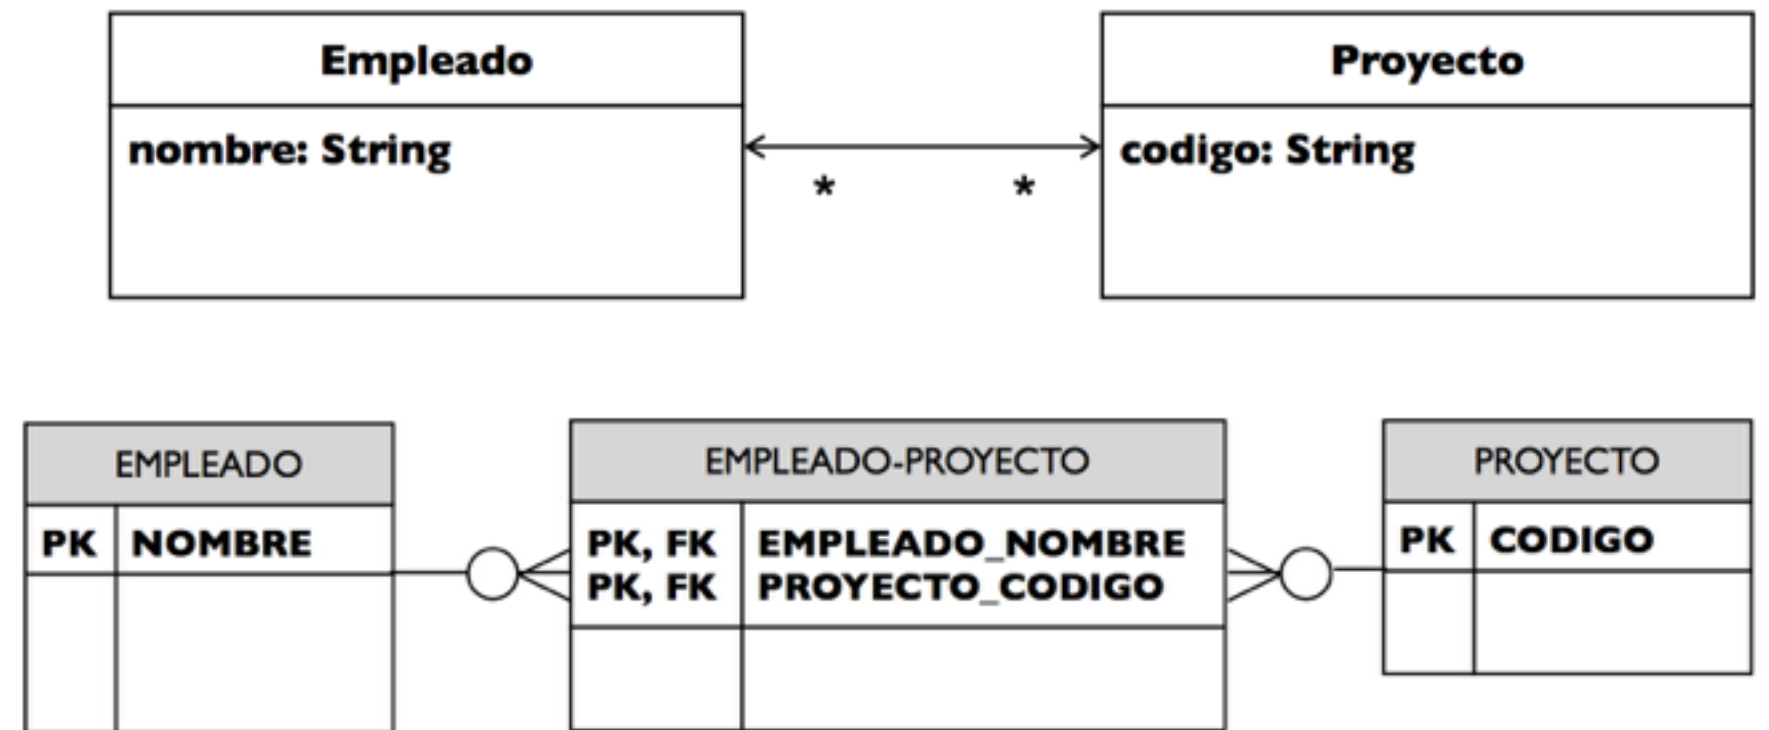 Empleado
nombre: String
* *
Proyecto
codigo: String
EMPLEADO
PK NOMBRE
EMPLEADO-PROYECTO
PK, FK EMPLEADO_NOMBRE
PK, FK PROYECTO_CODIGO
PROYECTO
PK CODIGO